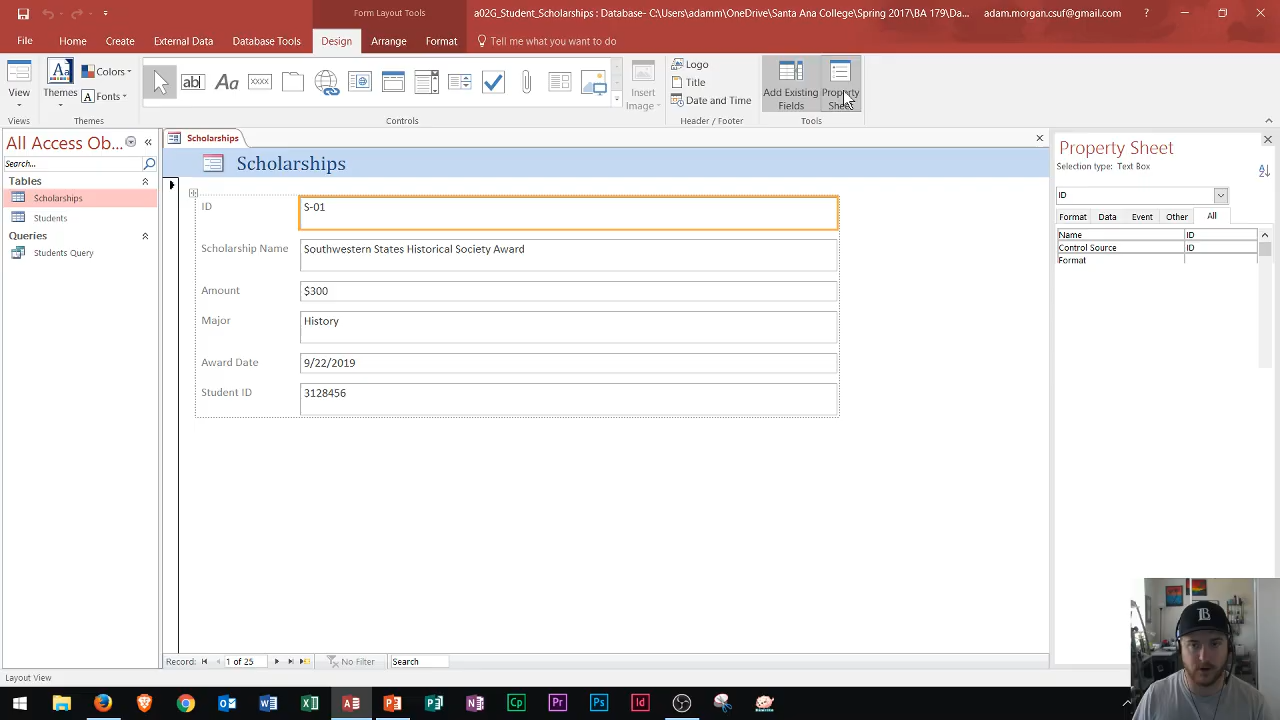 Form Layout Tools
a02G_Student_Scholarships : Database- C:\Users\adamm\OneDrive\Santa Ana College\Spring 2017\BA 179\Da...
adam.morgan.csuf@gmail.com
File
Home
Create
External Data
Database Tools
Design
Arrange
Format
Tell me what you want to do
View
Themes
Colors
Fonts
Aa
ab
Aa
xxxx
Insert
Image
Logo
Title
Date and Time
Add Existing
Fields
Property
Sheet
Views
Themes
Controls
Header / Footer
Tools
All Access Ob...
Search...
Tables
Scholarships
Students
Queries
Students Query
Scholarships
Scholarships
ID
S-01
Scholarship Name
Southwestern States Historical Society Award
Amount
$300
Major
History
Award Date
9/22/2019
Student ID
3128456
Property Sheet
Selection type: Text Box
ID
Format
Data
Event
Other
All
Name
ID
Control Source
ID
Format
Record:
1 of 25
No Filter
Search
Layout View